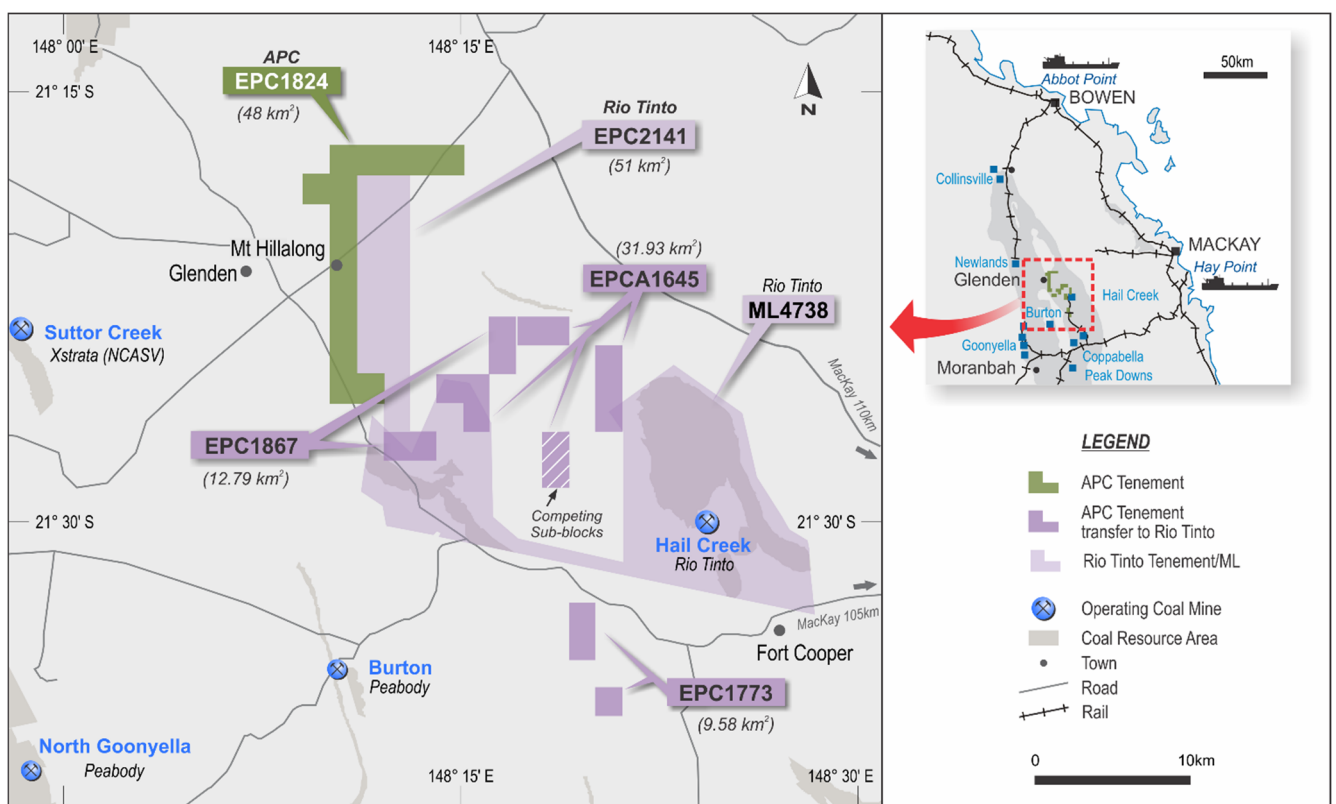 148° 00' E
148° 15' E
21° 15' S
APC
EPC1824
(48 km²)
Rio Tinto
EPC2141
(51 km²)
N
Mt Hillalong
Glenden
(31.93 km²)
EPCA1645
Rio Tinto
ML4738
Suttor Creek
Xstrata (NCASV)
MacKay 110km
EPC1867
(12.79 km²)
Competing
Sub-blocks
21° 30' S
21° 30' S
Hail Creek
Rio Tinto
MacKay 105km
Fort Cooper
Burton
Peabody
EPC1773
(9.58 km²)
North Goonyella
Peabody
148° 15' E
148° 30' E
50km
Abbot Point
BOWEN
Collinsville
MACKAY
Hay Point
Newlands
Glenden
Hail Creek
Burton
Goonyella
Coppabella
Moranbah
Peak Downs
LEGEND
APC Tenement
APC Tenement
transfer to Rio Tinto
Rio Tinto Tenement/ML
Operating Coal Mine
Coal Resource Area
Town
Road
Rail
0
10km